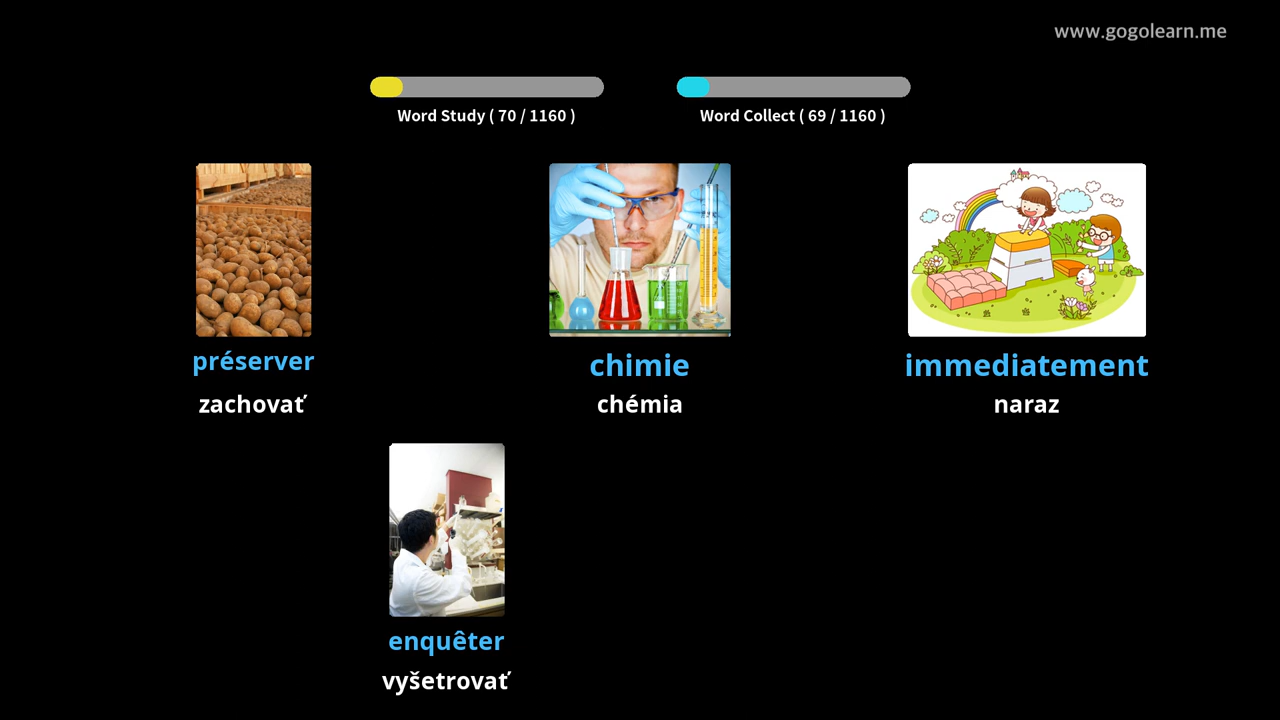 www.gogolearn.me
Word Study ( 70 / 1160 )
Word Collect ( 69 / 1160 )
préserver
chimie
immediatement
zachovať
chémia
naraz
enquêter
vyšetrovať